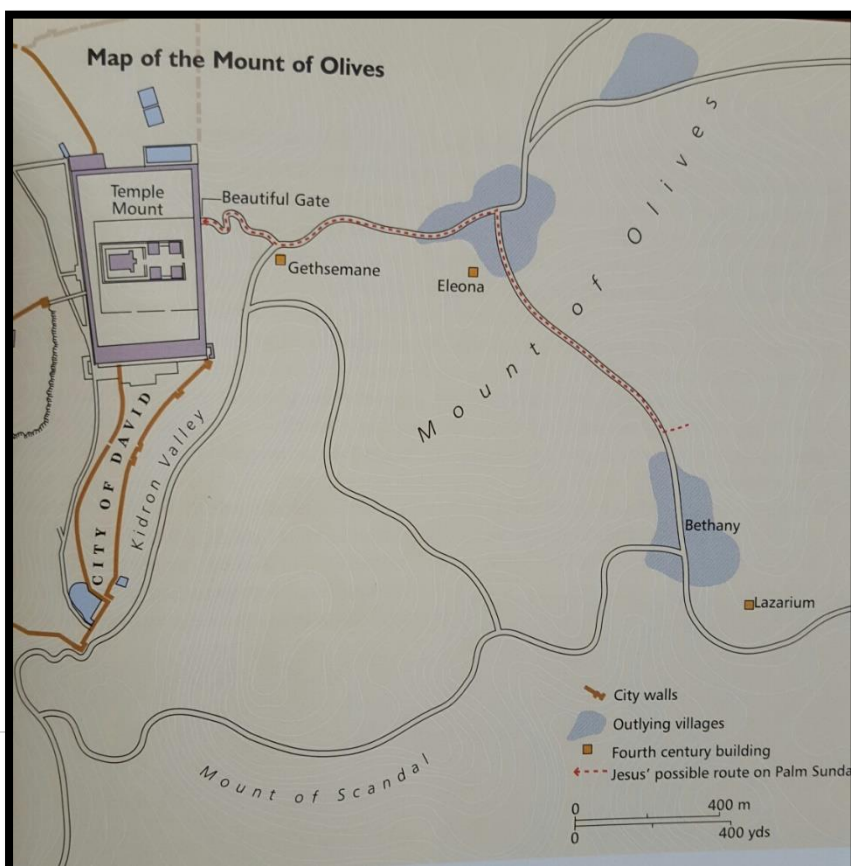 Map of the Mount of Olives
Temple
Mount
Beautiful Gate
Gethsemane
Eleona
Mount of Olives
CITY OF DAVID
Kidron Valley
Bethany
Lazarium
Mount of Scandal
City walls
Outlying villages
Fourth century building
Jesus' possible route on Palm Sunda
0
400 m
0
400 yds